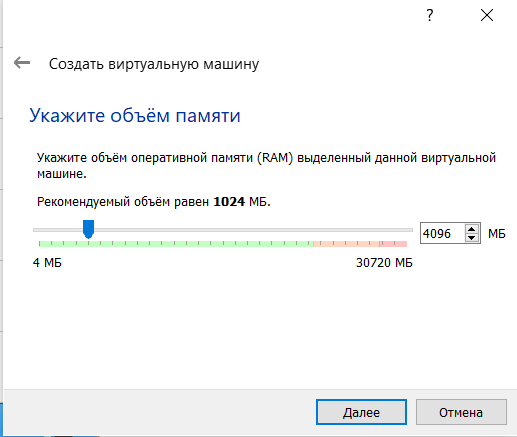 ?
Создать виртуальную машину
Укажите объём памяти
Укажите объём оперативной памяти (RAM) выделенный данной виртуальной
машине.
Рекомендуемый объём равен 1024 МБ.
4096 МБ
4 МБ 30720 МБ
Далее Отмена